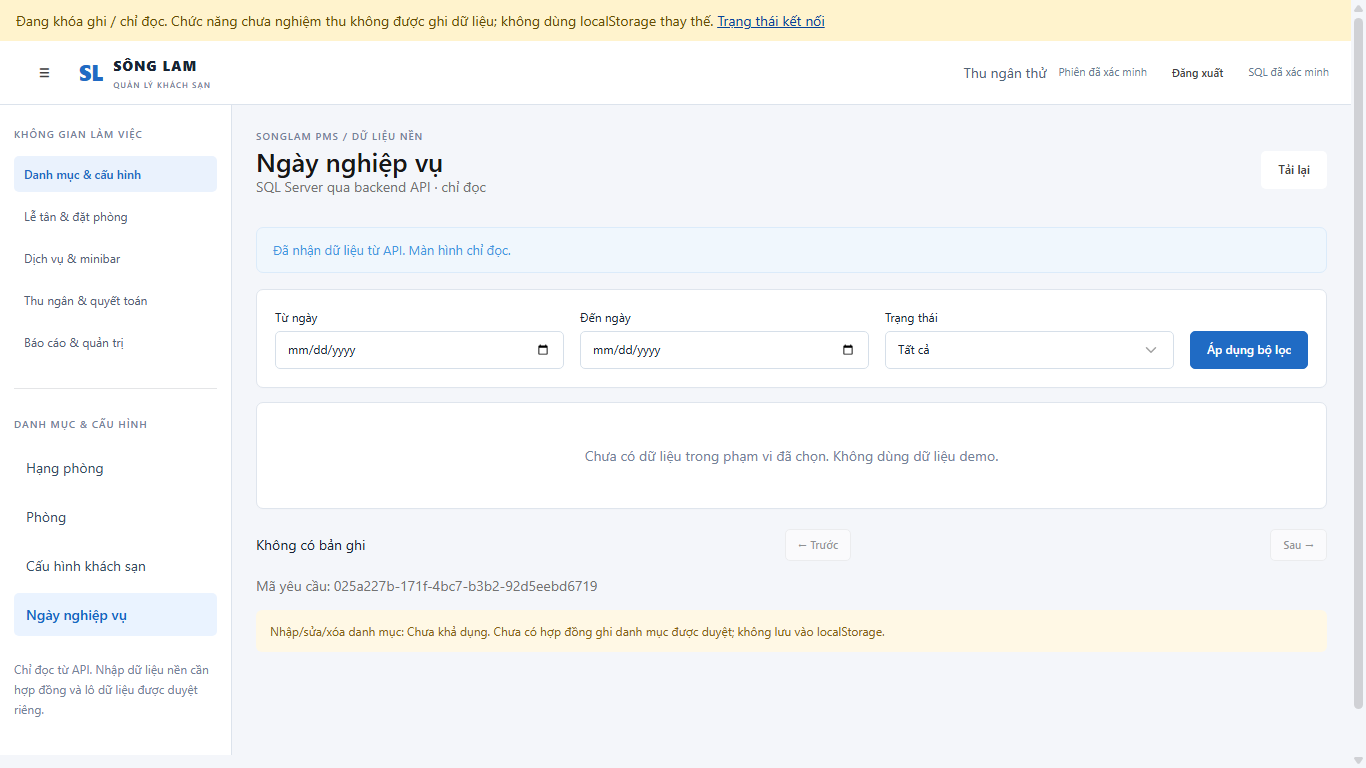 Đang khóa ghi / chỉ đọc. Chức năng chưa nghiệm thu không được ghi dữ liệu; không dùng localStorage thay thế. Trạng thái kết nối
☰ SL SÔNG LAM
QUẢN LÝ KHÁCH SẠN
Thu ngân thử Phiên đã xác minh Đăng xuất SQL đã xác minh
KHÔNG GIAN LÀM VIỆC
Danh mục & cấu hình
Lễ tân & đặt phòng
Dịch vụ & minibar
Thu ngân & quyết toán
Báo cáo & quản trị
DANH MỤC & CẤU HÌNH
Hạng phòng
Phòng
Cấu hình khách sạn
Ngày nghiệp vụ
Chỉ đọc từ API. Nhập dữ liệu nền cần
hợp đồng và lô dữ liệu được duyệt
riêng.
SONGLAM PMS / DỮ LIỆU NỀN
Ngày nghiệp vụ
SQL Server qua backend API · chỉ đọc
Tải lại
Đã nhận dữ liệu từ API. Màn hình chỉ đọc.
Từ ngày Đến ngày Trạng thái
mm/dd/yyyy mm/dd/yyyy Tất cả Áp dụng bộ lọc
Chưa có dữ liệu trong phạm vi đã chọn. Không dùng dữ liệu demo.
Không có bản ghi ← Trước Sau →
Mã yêu cầu: 025a227b-171f-4bc7-b3b2-92d5eebd6719
Nhập/sửa/xóa danh mục: Chưa khả dụng. Chưa có hợp đồng ghi danh mục được duyệt; không lưu vào localStorage.